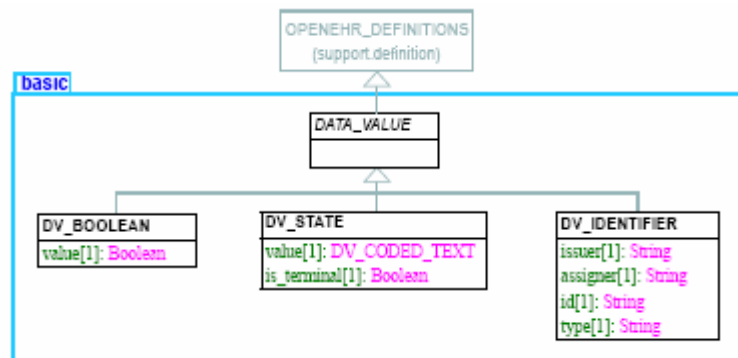 OPENEHR_DEFINITIONS
(support.definition)
basic
DATA_VALUE
DV_BOOLEAN
value[1]: Boolean
DV_STATE
value[1]: DV_CODED_TEXT
is_terminal[1]: Boolean
DV_IDENTIFIER
issuer[1]: String
assigner[1]: String
id[1]: String
type[1]: String